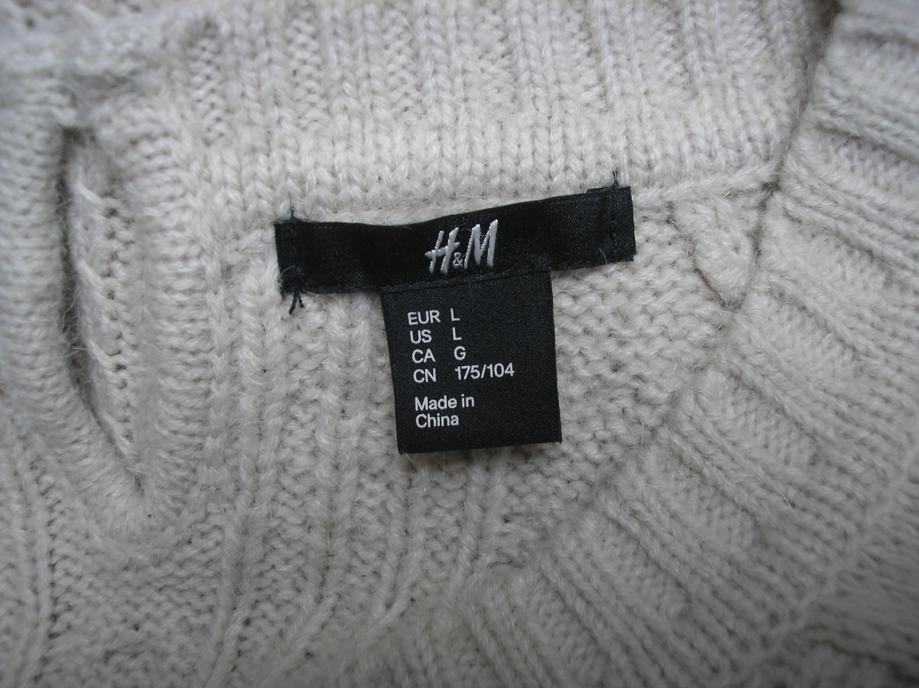 H&M
EUR L
US L
CA G
CN 175/104
Made in
China